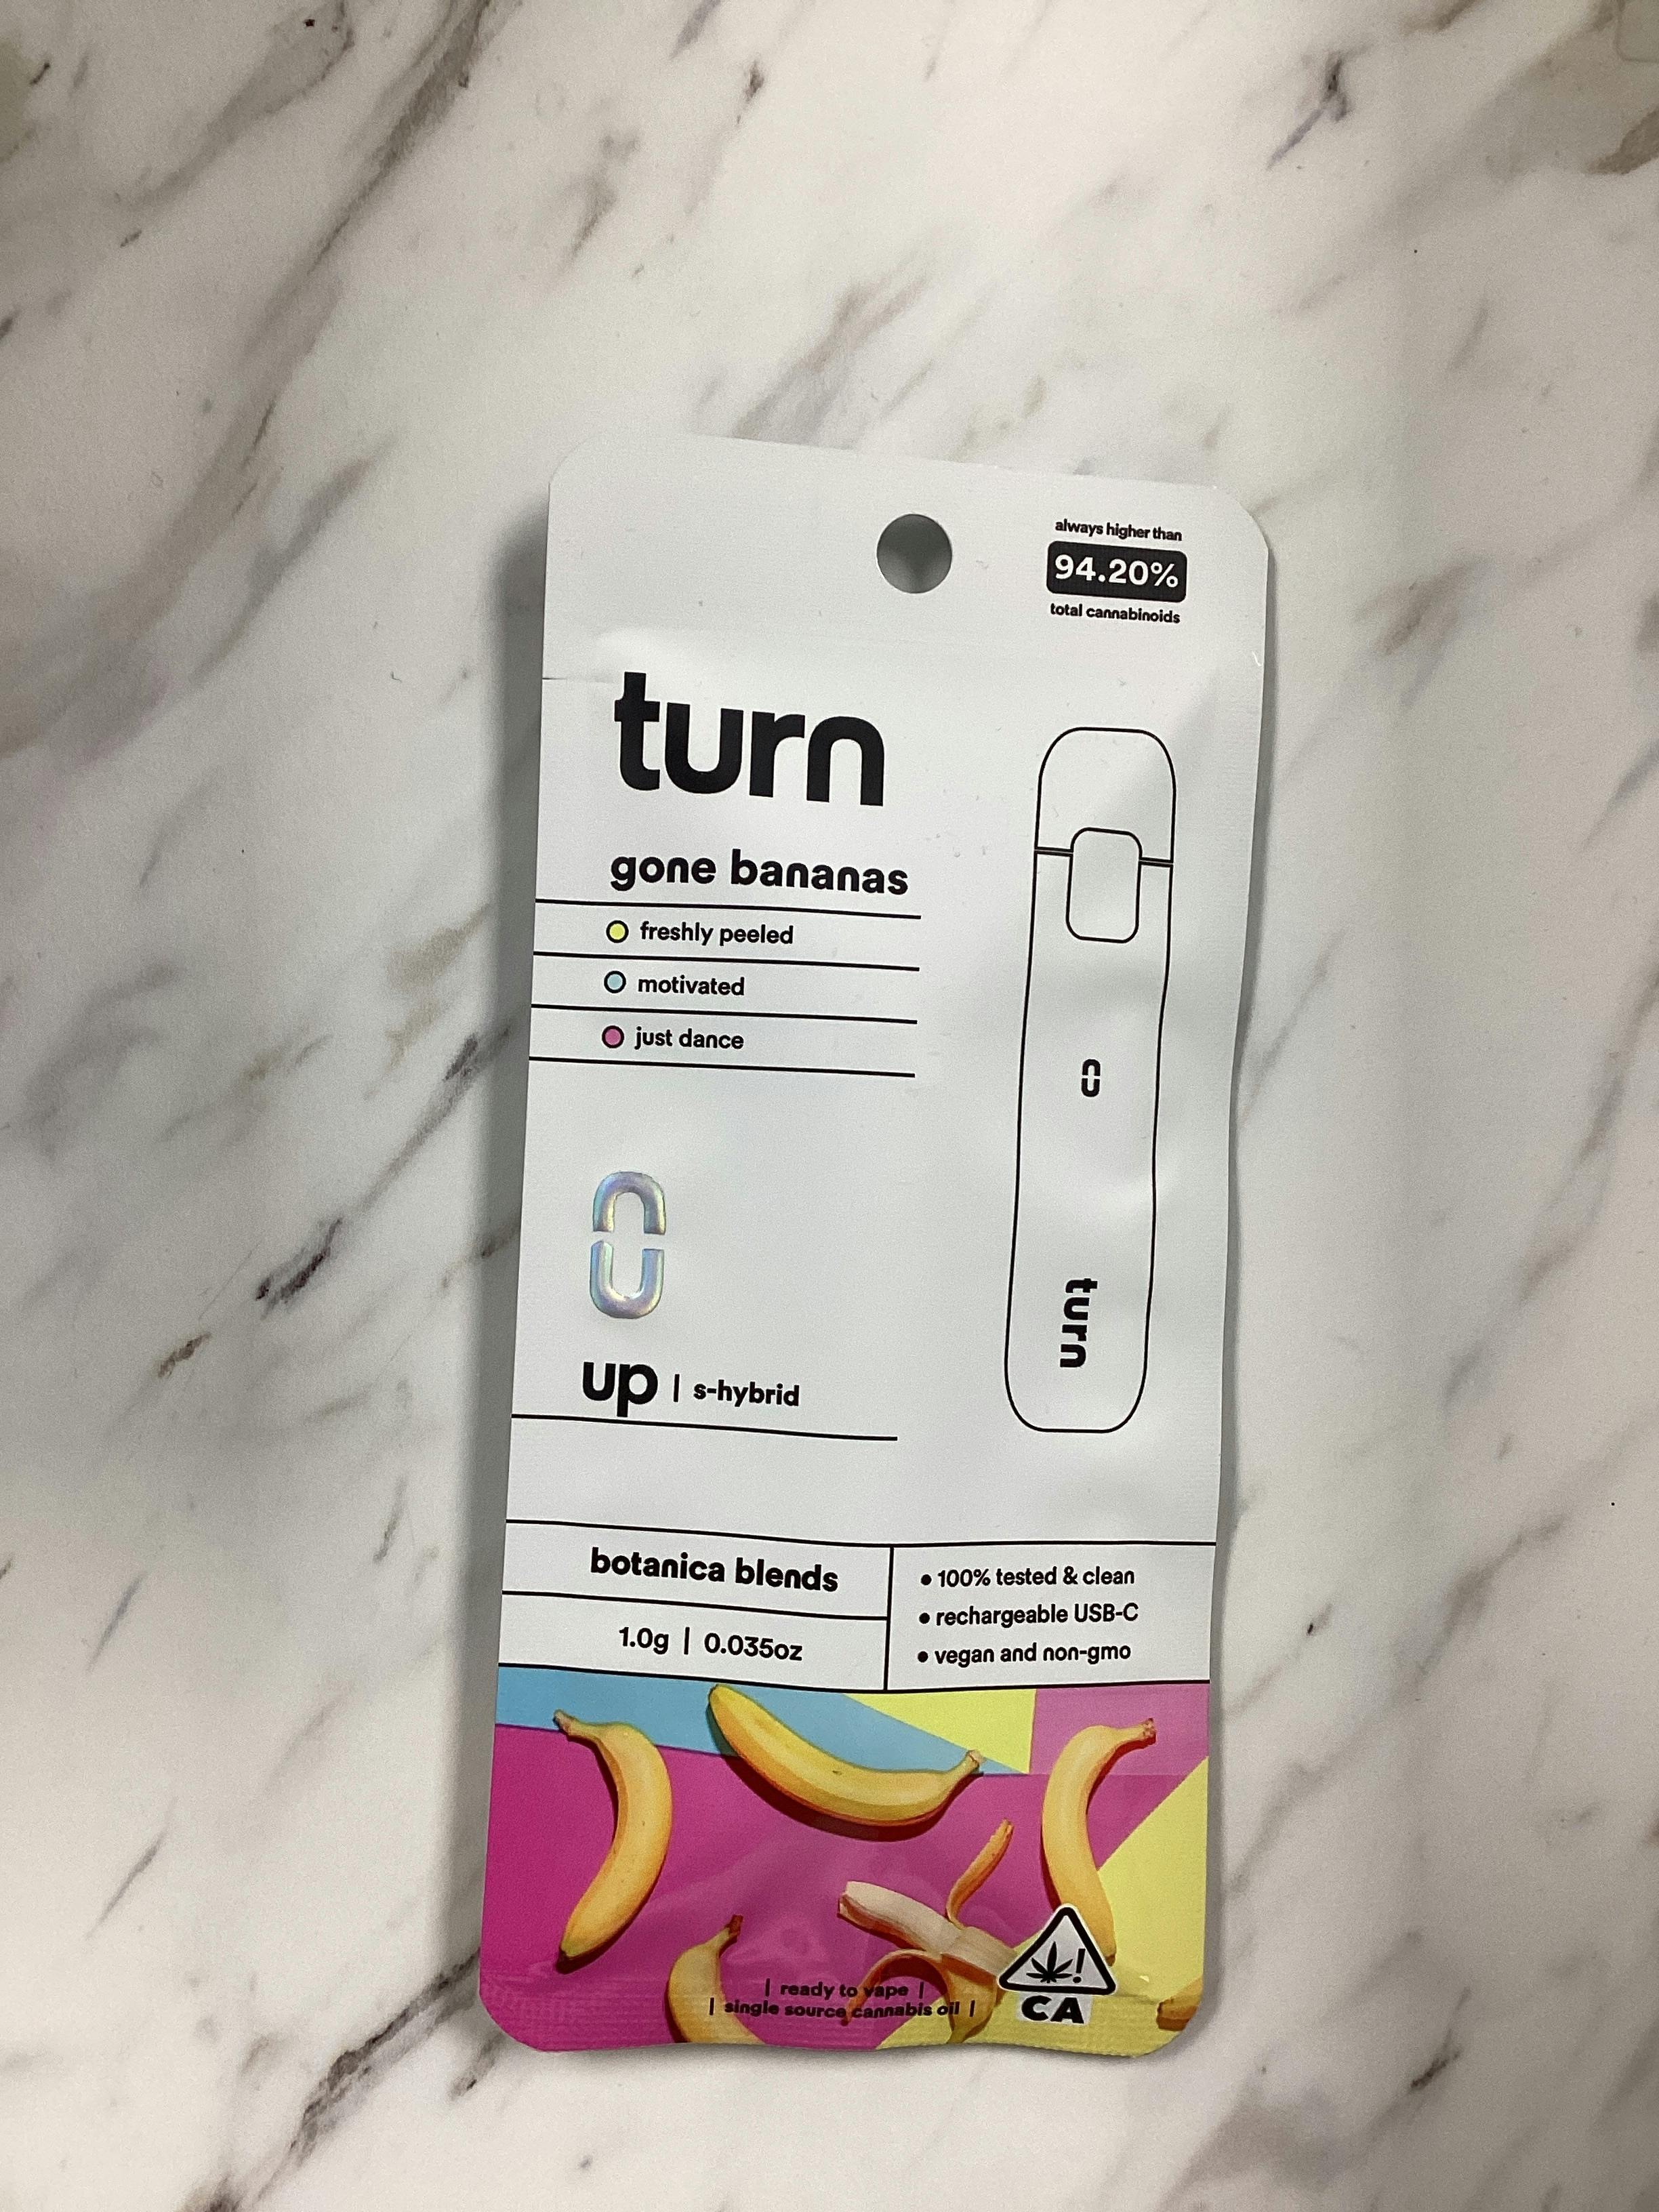 always higher than
94.20%
total cannabinoids
turn
gone bananas
freshly peeled
motivated
just dance
up | s-hybrid
turn
botanica blends
1.0g | 0.035oz
• 100% tested & clean
• rechargeable USB-C
• vegan and non-gmo
| ready to vape |
| single source cannabis oil |
!
CA